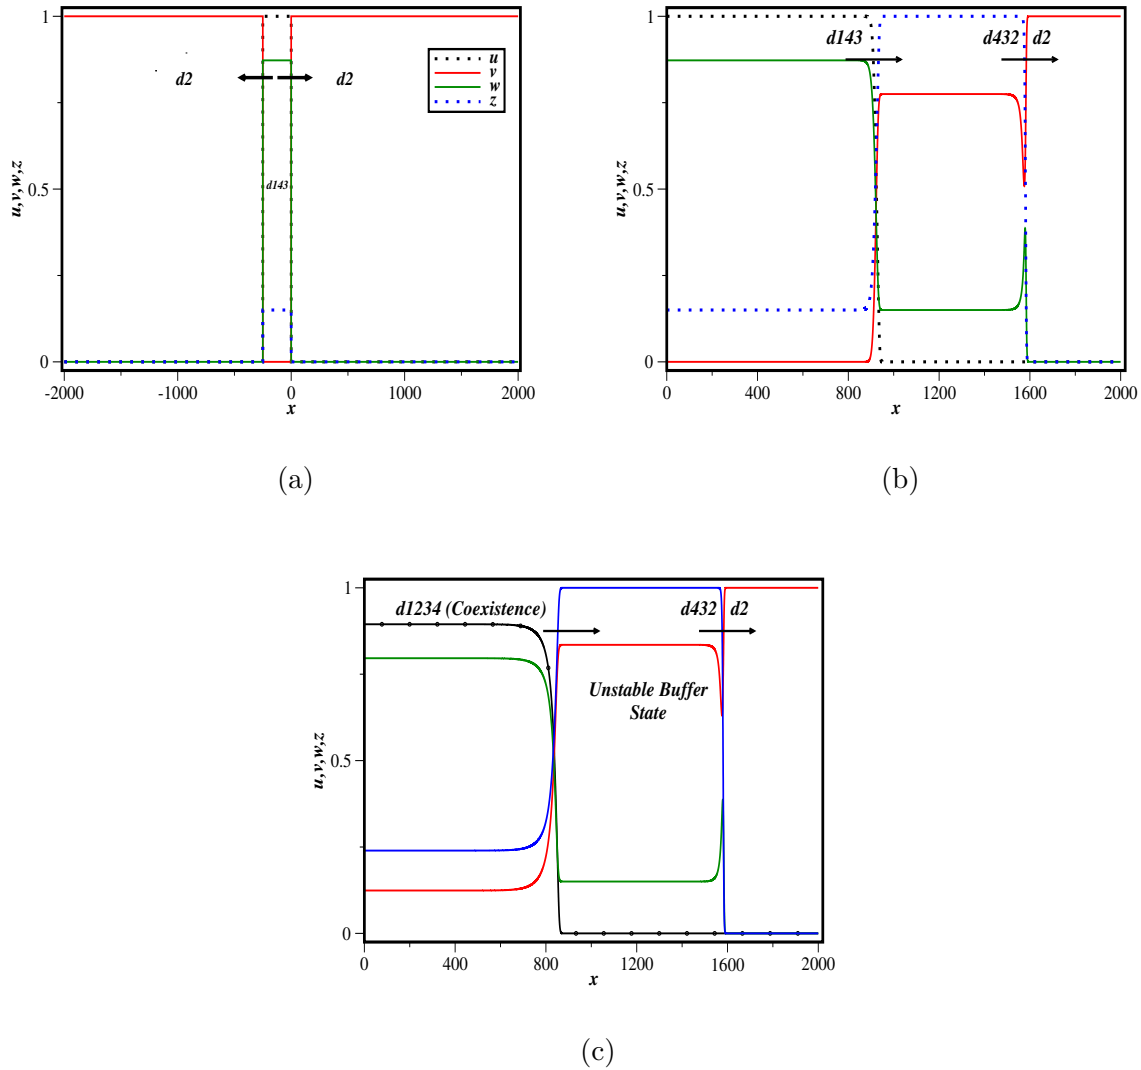 1
0.5
0
u,v,w,z
d2
d2
d143
u
v
w
z
-2000
-1000
0
1000
2000
x
(a)
1
0.5
0
u,v,w,z
d143
d432
d2
0
400
800
1200
1600
2000
x
(b)
1
0.5
0
u,v,w,z
d1234 (Coexistence)
d432
d2
Unstable Buffer
State
0
400
800
1200
1600
2000
x
(c)